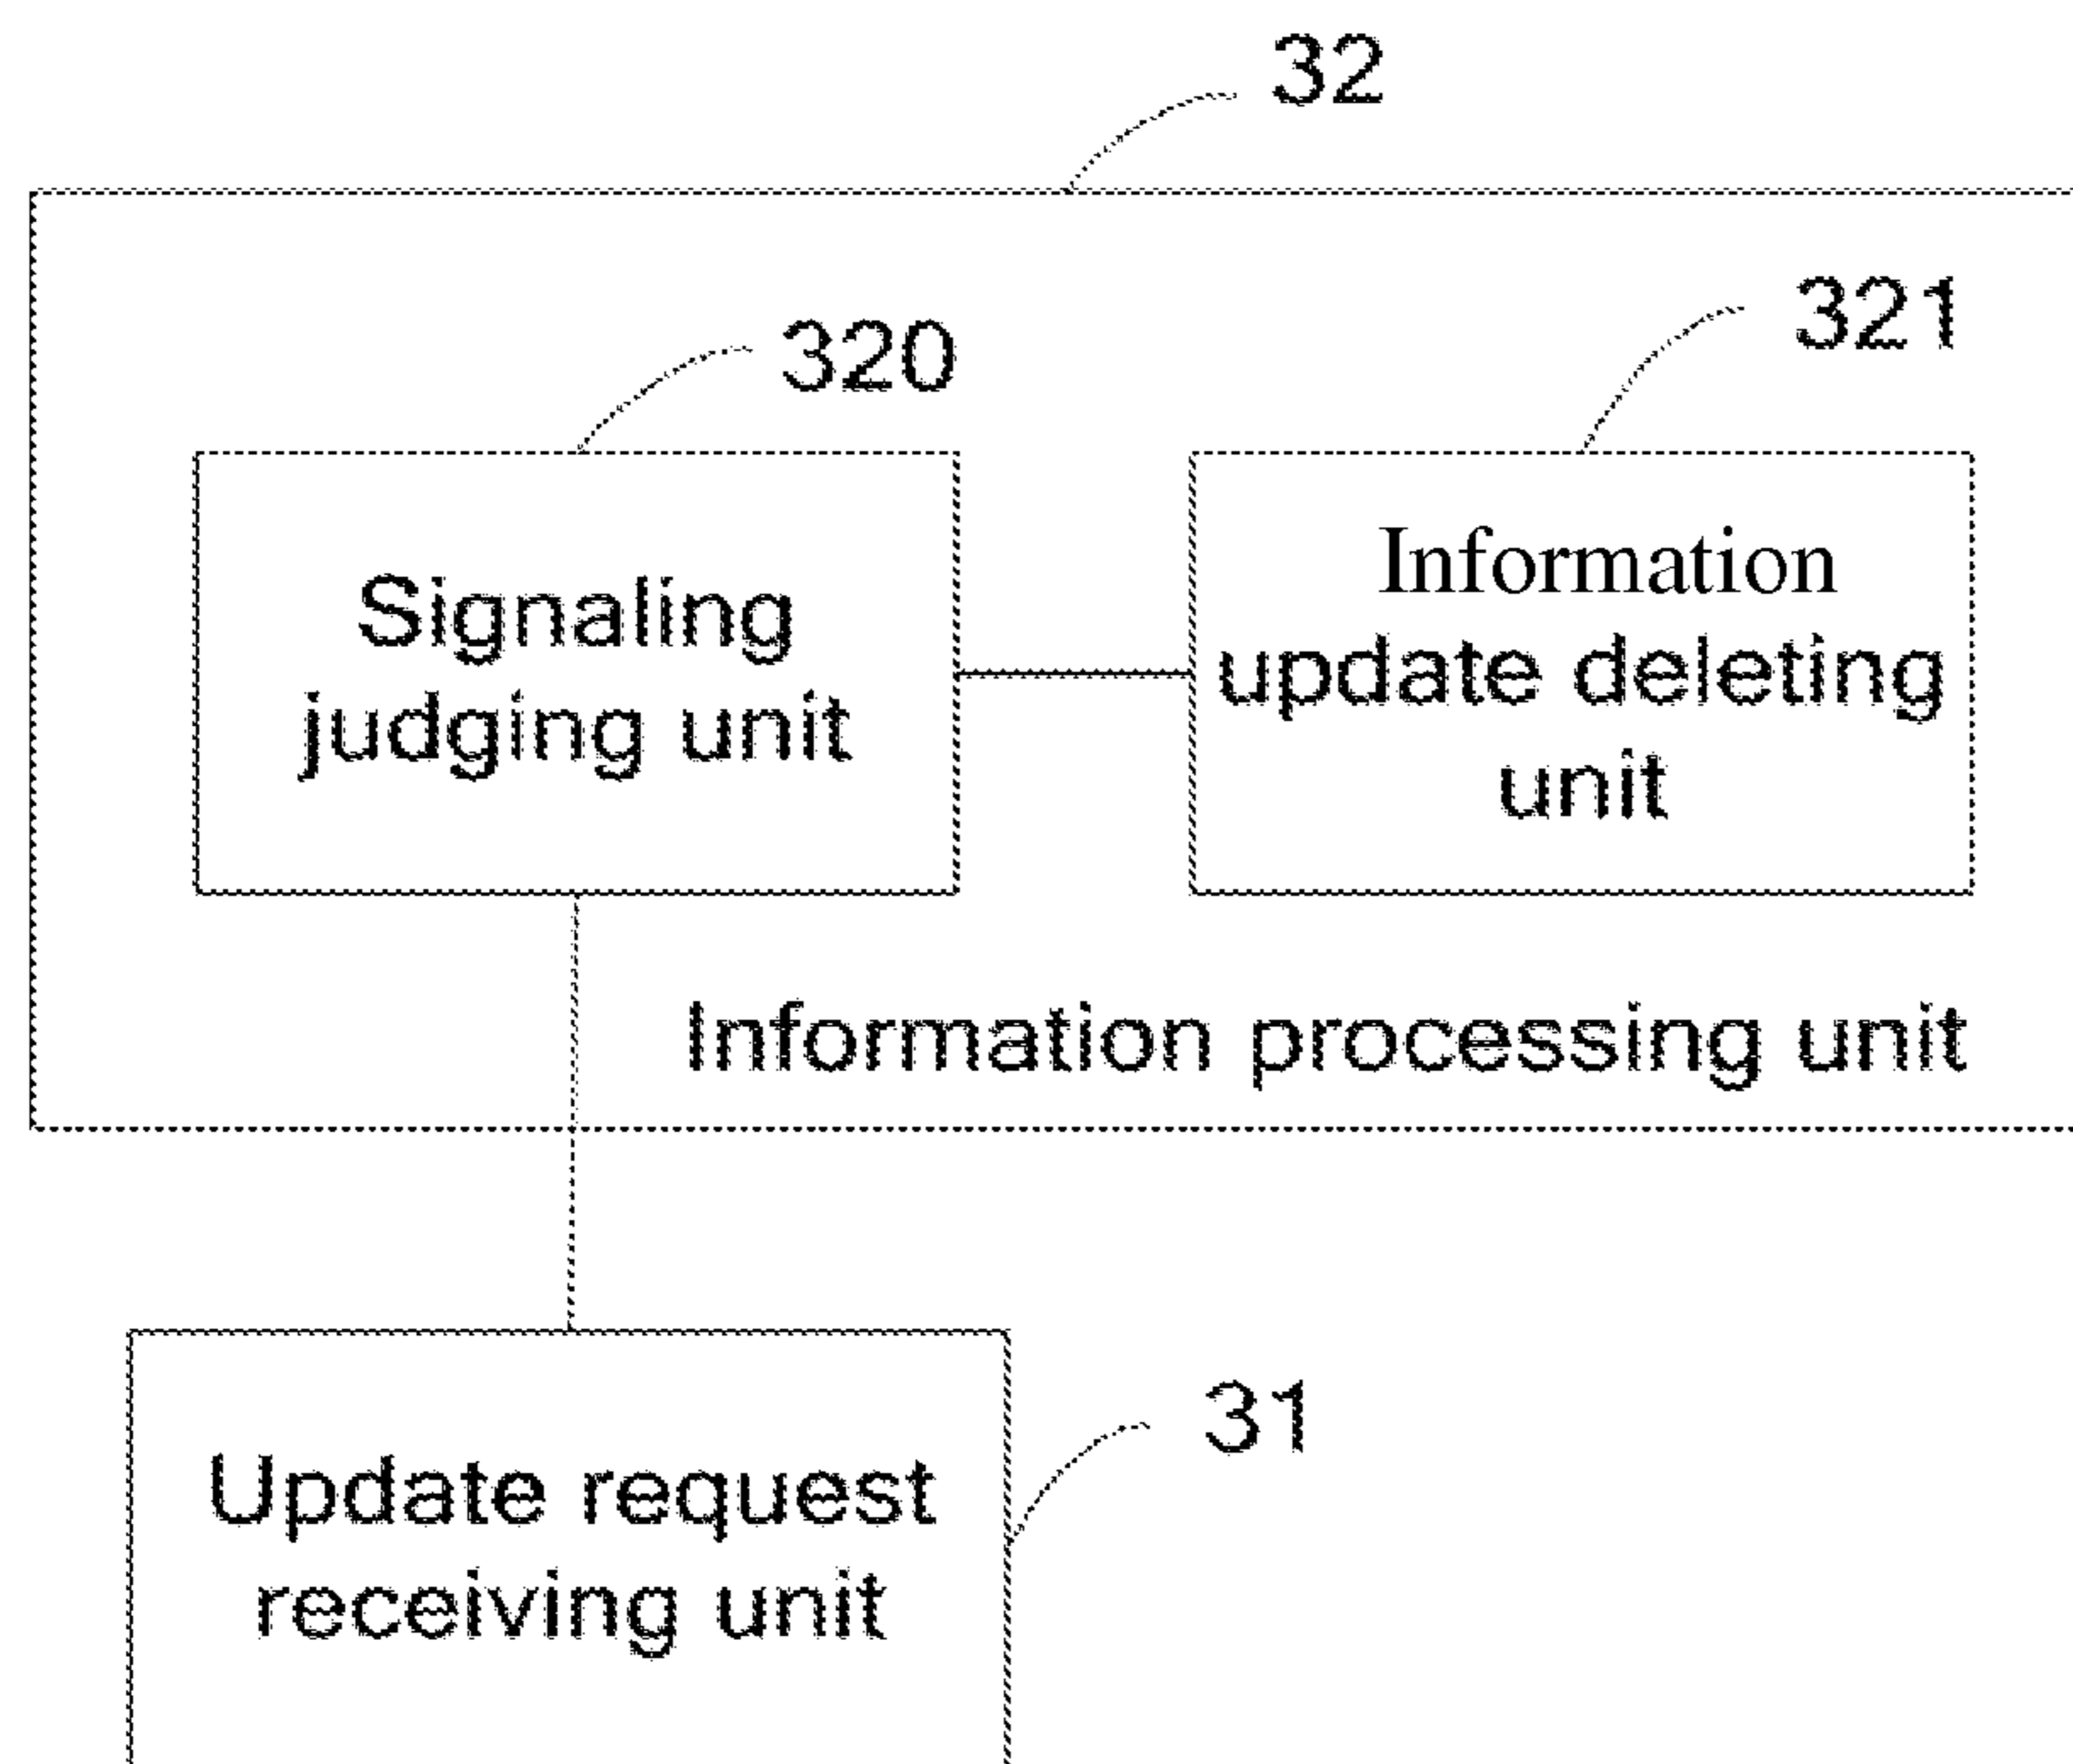 32
320
321
Signaling
judging unit
Information
update deleting
unit
Information processing unit
31
Update request
receiving unit